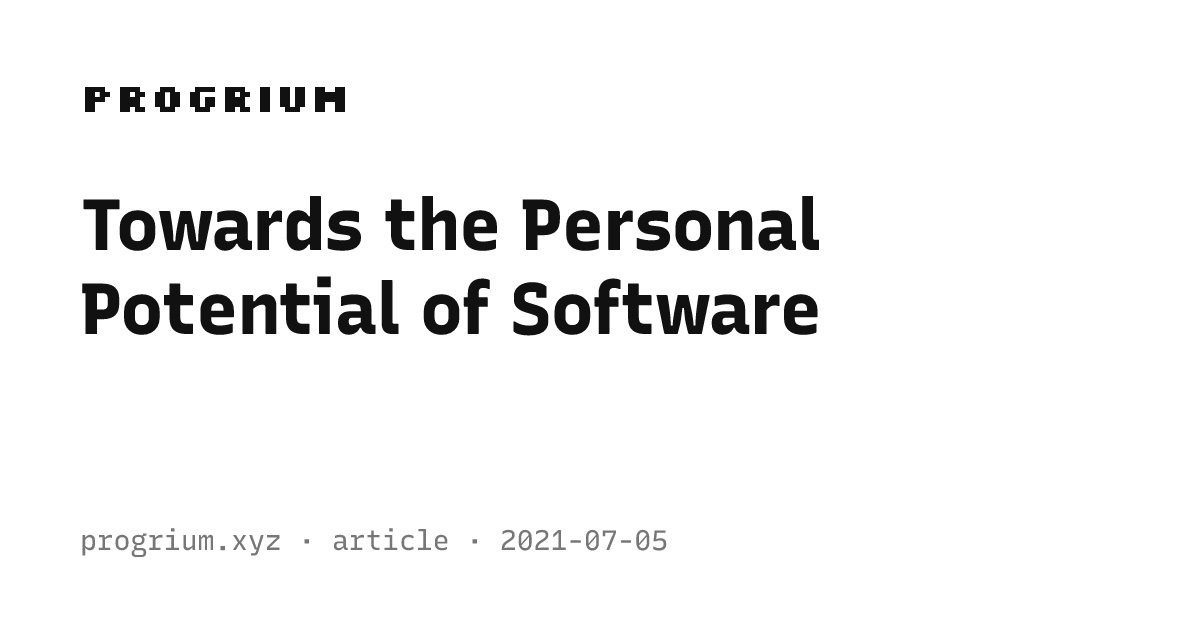 PROGRIUM
Towards the Personal
Potential of Software
progrium.xyz · article · 2021-07-05